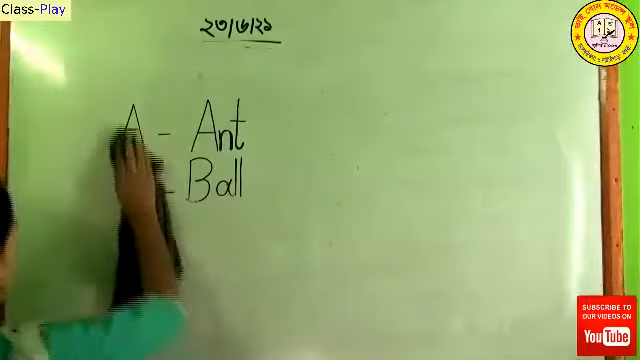 Class-Play
২৩/৬/২১
A - Ant
- Ball
SUBSCRIBE
TO OUR VIDEOS ON
YouTube